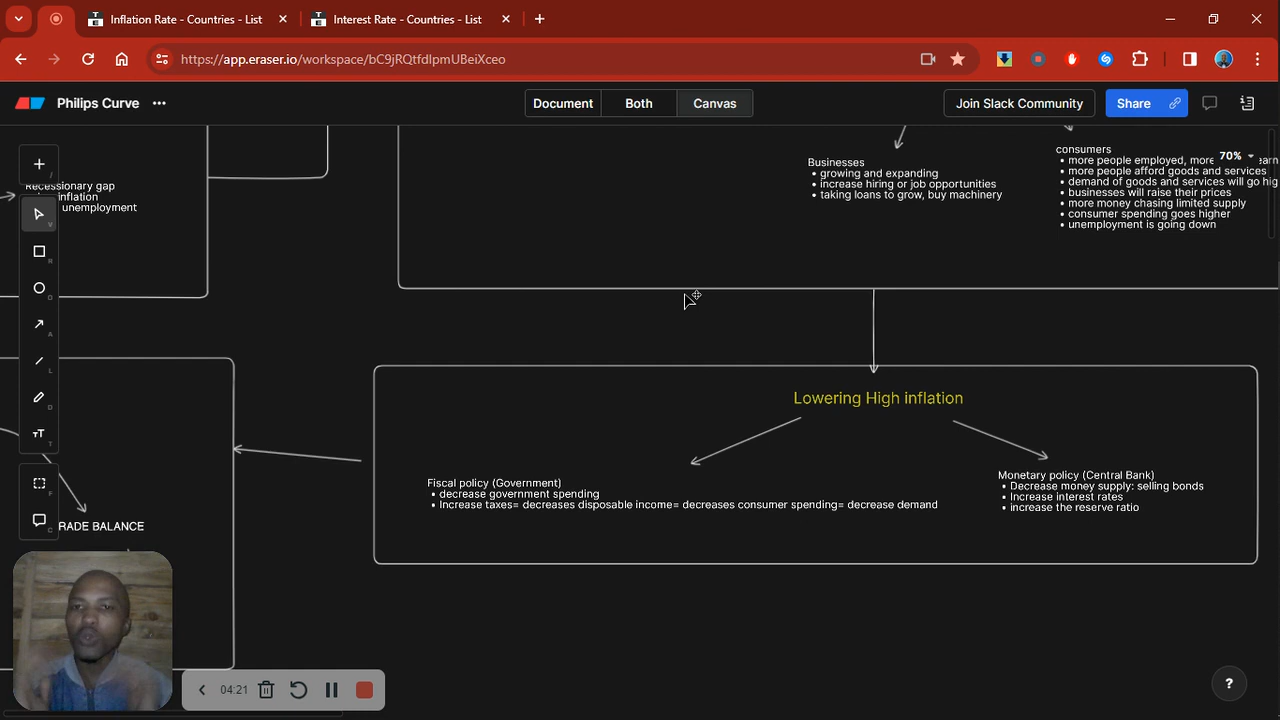 Inflation Rate - Countries - List
Interest Rate - Countries - List
https://app.eraser.io/workspace/bC9jRQtfdlpmUBeiXceo
Philips Curve
Document
Both
Canvas
Join Slack Community
Share
70%
Recessionary gap
inflation
unemployment
Businesses
• growing and expanding
• increase hiring or job opportunities
• taking loans to grow, buy machinery
consumers
• more people employed, more earn
• more people afford goods and services
• demand of goods and services will go hig
• businesses will raise their prices
• more money chasing limited supply
• consumer spending goes higher
• unemployment is going down
Lowering High inflation
Fiscal policy (Government)
• decrease government spending
• Increase taxes= decreases disposable income= decreases consumer spending= decrease demand
Monetary policy (Central Bank)
• Decrease money supply: selling bonds
• Increase interest rates
• increase the reserve ratio
RADE BALANCE
04:21
?